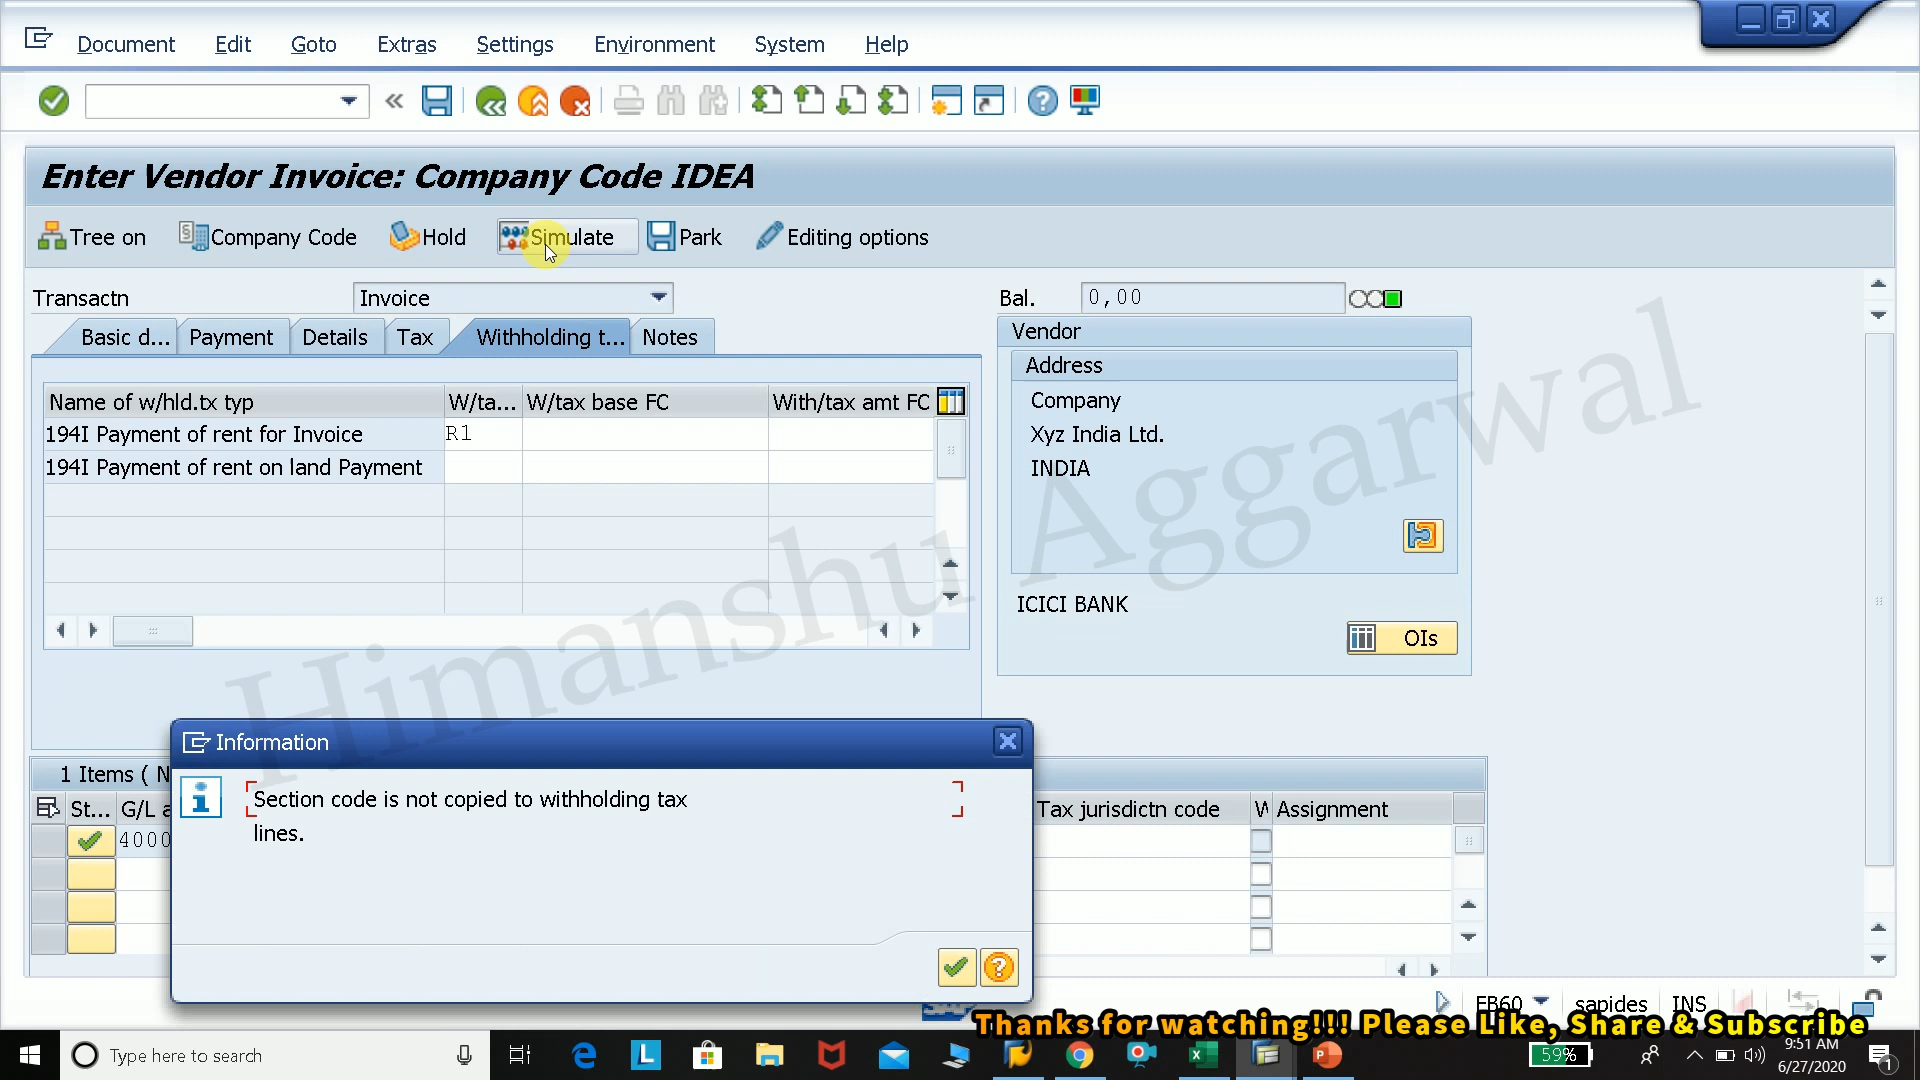 Document Edit Goto Extras Settings Environment System Help
Enter Vendor Invoice: Company Code IDEA
Tree on Company Code Hold Simulate Park Editing options
Transactn Invoice Bal. 0,00
Basic d... Payment Details Tax Withholding t... Notes
Vendor
Address
Name of w/hld.tx typ W/ta... W/tax base FC With/tax amt FC
194I Payment of rent for Invoice R1
194I Payment of rent on land Payment
Company
Xyz India Ltd.
INDIA
ICICI BANK
OIs
Himanshu Aggarwal
Information
Section code is not copied to withholding tax
lines.
1 Items ( N
St... G/L a Tax jurisdictn code W Assignment
4000
FB60 sapides INS
Thanks for watching!!! Please Like, Share & Subscribe
Type here to search
59%
9:51 AM
6/27/2020
1